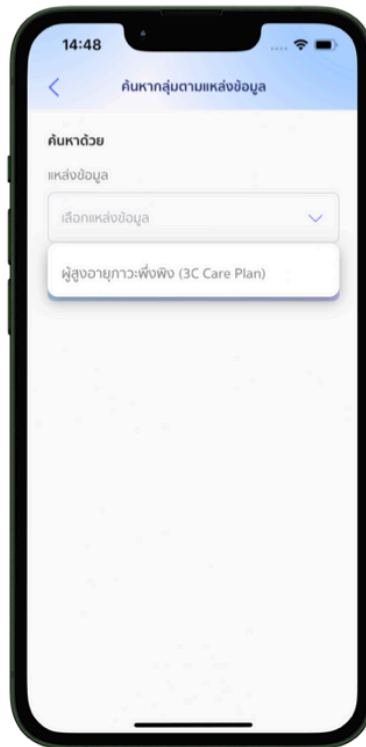 14:48
ค้นหากลุ่มตามแหล่งข้อมูล
ค้นหาด้วย
แหล่งข้อมูล
เลือกแหล่งข้อมูล
ผู้สูงอายุภาวะพึ่งพิง (3C Care Plan)